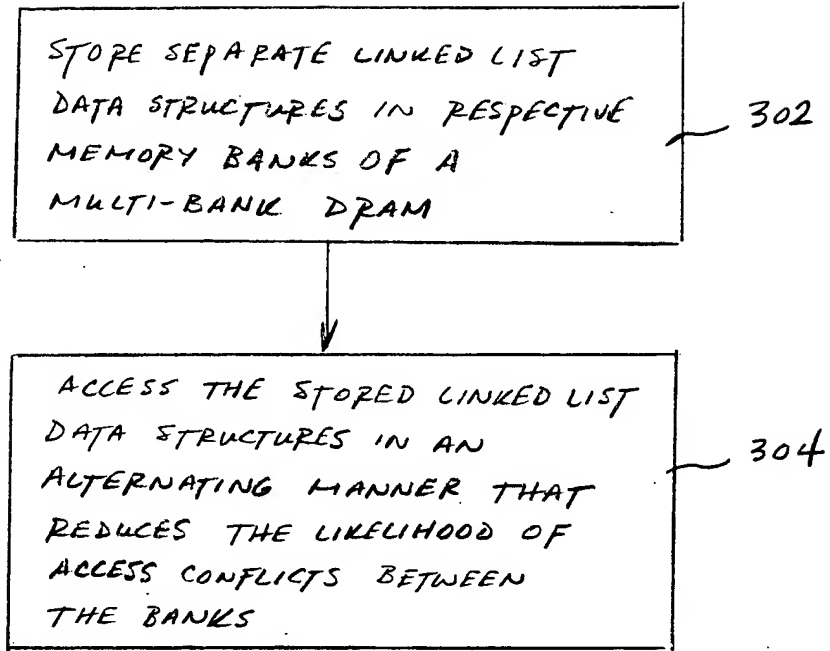 STORE SEPARATE LINKED LIST
DATA STRUCTURES IN RESPECTIVE
MEMORY BANKS OF A
MULTI-BANK DRAM
302
ACCESS THE STORED LINKED LIST
DATA STRUCTURES IN AN
ALTERNATING MANNER THAT
REDUCES THE LIKELIHOOD OF
ACCESS CONFLICTS BETWEEN
THE BANKS
304